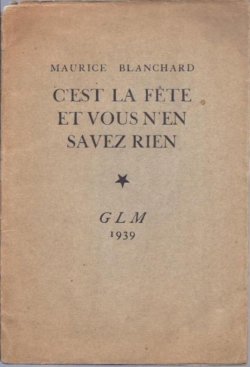 MAURICE BLANCHARD
C'EST LA FÊTE
ET VOUS N'EN
SAVEZ RIEN
GLM
1939